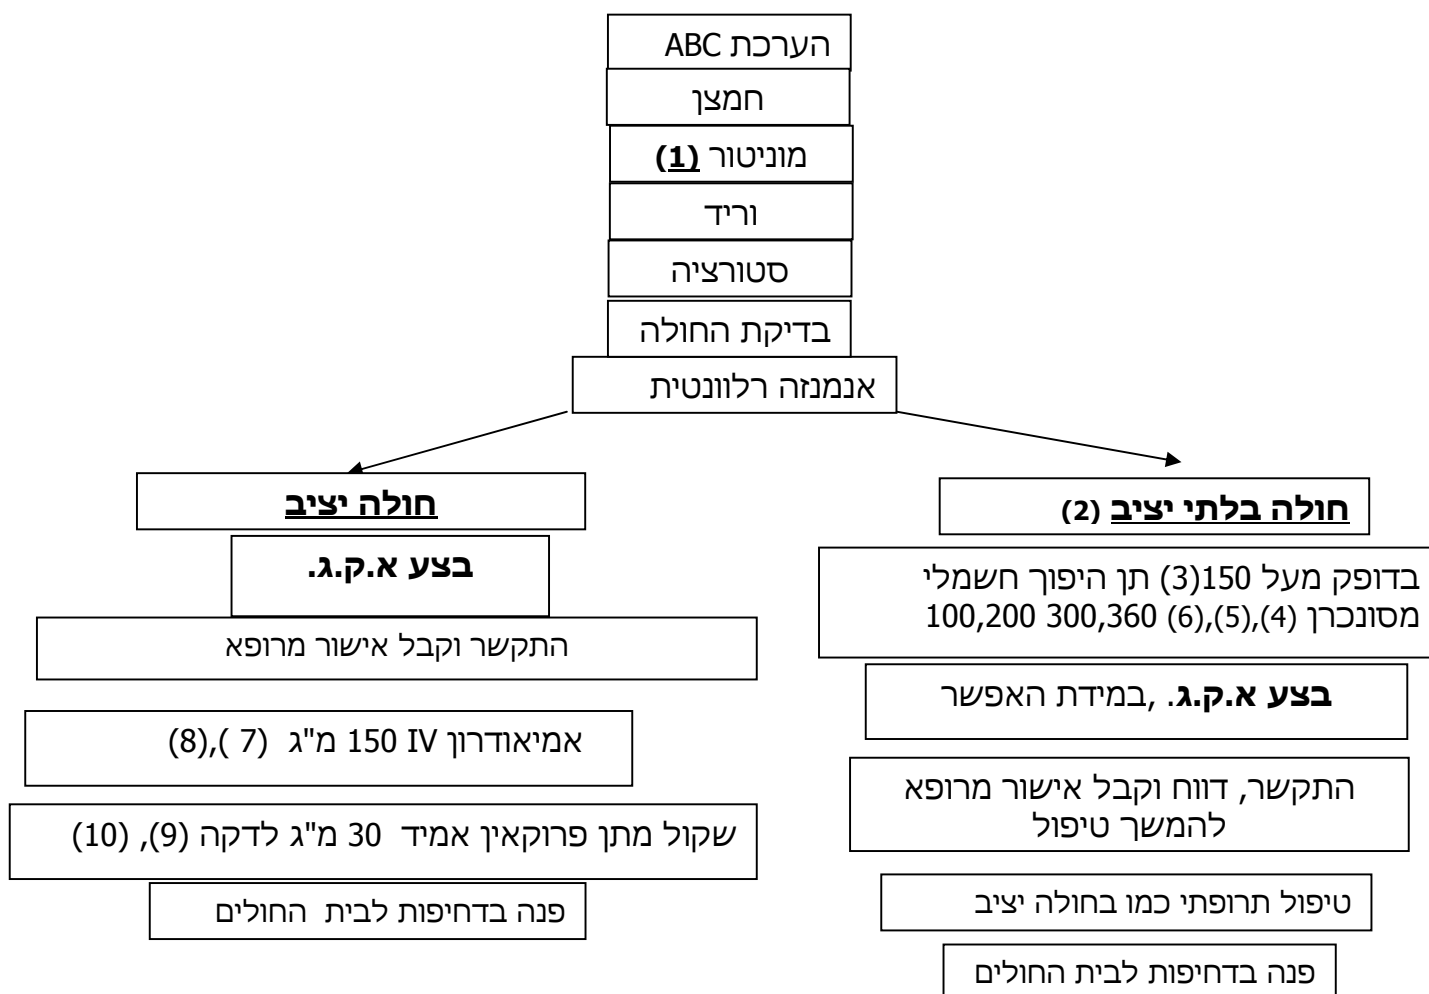 הערכת ABC
חמצן
מוניטור (1)
וריד
סטורציה
בדיקת החולה
אנמנזה רלוונטית
חולה בלתי יציב (2)
בדופק מעל 150(3) תן היפוך חשמלי
מסונכרן (4),(5),(6) 300,360 100,200
בצע א.ק.ג. ,במידת האפשר
התקשר, דווח וקבל אישור מרופא
להמשך טיפול
טיפול תרופתי כמו בחולה יציב
פנה בדחיפות לבית החולים
חולה יציב
בצע א.ק.ג.
התקשר וקבל אישור מרופא
אמיאודרון IV 150 מ"ג (7 ),(8)
שקול מתן פרוקאין אמיד 30 מ"ג לדקה (9), (10)
פנה בדחיפות לבית החולים